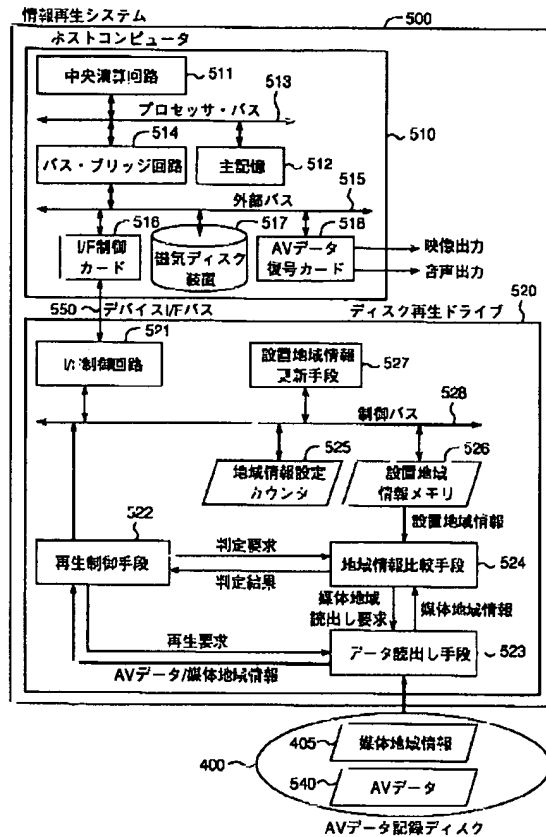 情報再生システム
500
ホストコンピュータ
中央演算回路
511
513
プロセッサ・バス
514
510
バス・ブリッジ回路
主記憶
512
515
外部バス
516
517
518
I/F制御
カード
磁気ディスク
装置
AVデータ
復号カード
映像出力
音声出力
550
デバイスI/Fバス
ディスク再生ドライブ
520
521
I/F制御回路
設置地域情報
更新手段
527
528
制御バス
525
526
地域情報設定
カウンタ
設置地域
情報メモリ
522
設置地域情報
再生制御手段
判定要求
判定結果
地域情報比較手段
524
媒体地域
読出し要求
媒体地域情報
再生要求
データ読出し手段
523
AVデータ/媒体地域情報
405
媒体地域情報
400
540
AVデータ
AVデータ記録ディスク